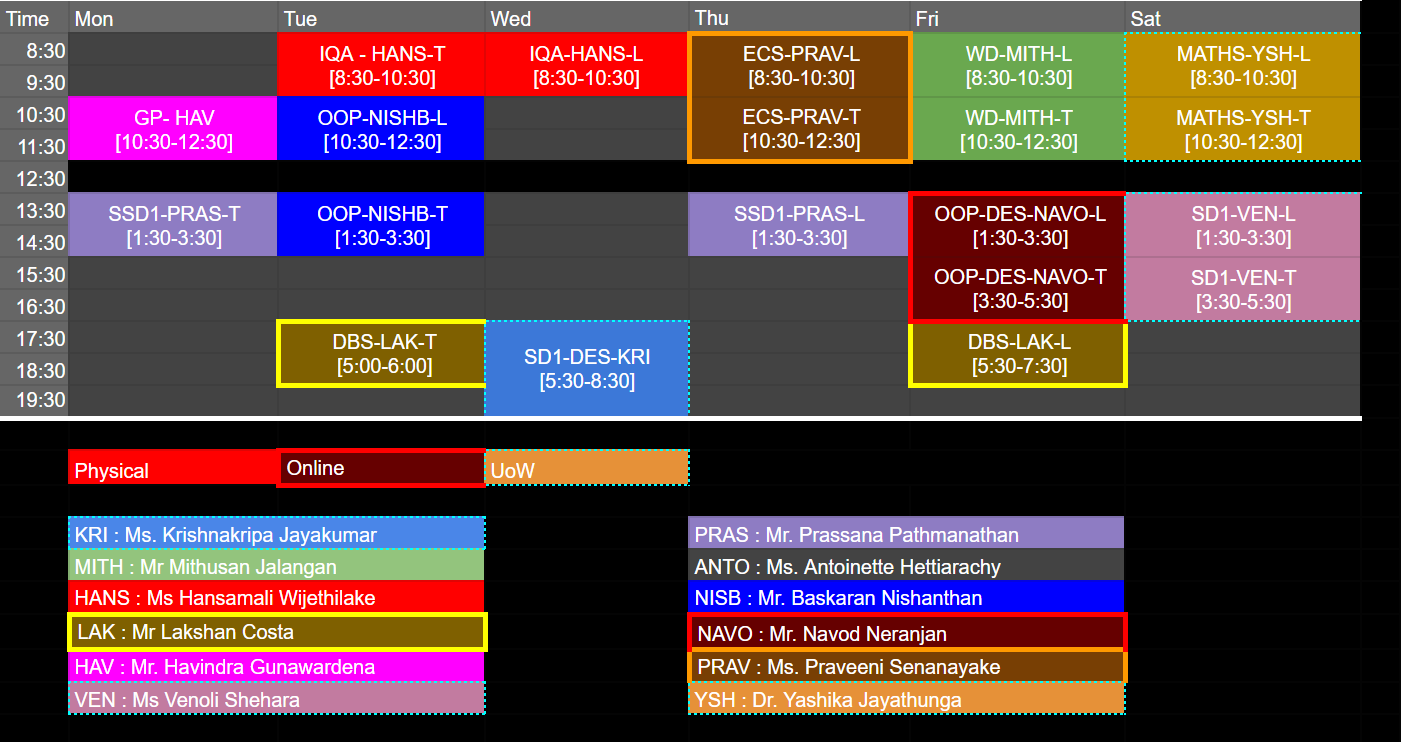 Time Mon Tue Wed Thu Fri Sat
8:30
9:30
10:30
11:30
12:30
13:30
14:30
15:30
16:30
17:30
18:30
19:30
GP- HAV
[10:30-12:30]
SSD1-PRAS-T
[1:30-3:30]
IQA - HANS-T
[8:30-10:30]
OOP-NISHB-L
[10:30-12:30]
OOP-NISHB-T
[1:30-3:30]
DBS-LAK-T
[5:00-6:00]
IQA-HANS-L
[8:30-10:30]
SD1-DES-KRI
[5:30-8:30]
ECS-PRAV-L
[8:30-10:30]
ECS-PRAV-T
[10:30-12:30]
SSD1-PRAS-L
[1:30-3:30]
WD-MITH-L
[8:30-10:30]
WD-MITH-T
[10:30-12:30]
OOP-DES-NAVO-L
[1:30-3:30]
OOP-DES-NAVO-T
[3:30-5:30]
DBS-LAK-L
[5:30-7:30]
MATHS-YSH-L
[8:30-10:30]
MATHS-YSH-T
[10:30-12:30]
SD1-VEN-L
[1:30-3:30]
SD1-VEN-T
[3:30-5:30]
Physical Online UoW
KRI : Ms. Krishnakripa Jayakumar
MITH : Mr Mithusan Jalangan
HANS : Ms Hansamali Wijethilake
LAK : Mr Lakshan Costa
HAV : Mr. Havindra Gunawardena
VEN : Ms Venoli Shehara
PRAS : Mr. Prassana Pathmanathan
ANTO : Ms. Antoinette Hettiarachy
NISB : Mr. Baskaran Nishanthan
NAVO : Mr. Navod Neranjan
PRAV : Ms. Praveeni Senanayake
YSH : Dr. Yashika Jayathunga